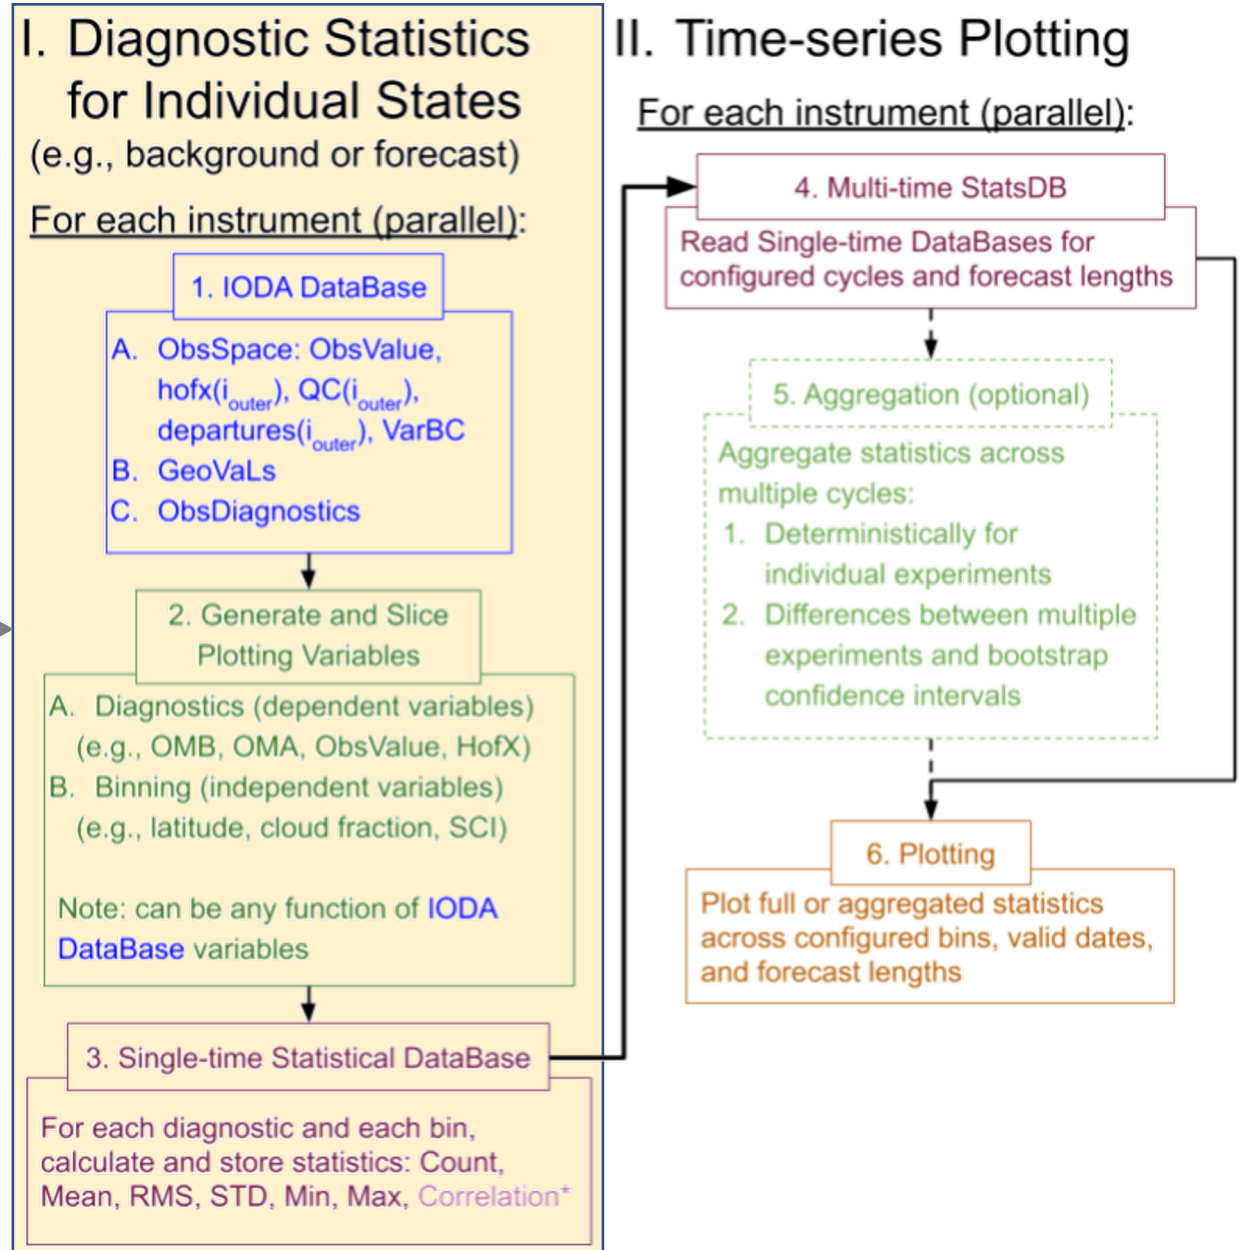 I. Diagnostic Statistics
for Individual States
(e.g., background or forecast)
For each instrument (parallel):
1. IODA DataBase
A. ObsSpace: ObsValue,
hofx(i_outer), QC(i_outer),
departures(i_outer), VarBC
B. GeoVaLs
C. ObsDiagnostics
2. Generate and Slice
Plotting Variables
A. Diagnostics (dependent variables)
(e.g., OMB, OMA, ObsValue, HofX)
B. Binning (independent variables)
(e.g., latitude, cloud fraction, SCI)
Note: can be any function of IODA
DataBase variables
3. Single-time Statistical DataBase
For each diagnostic and each bin,
calculate and store statistics: Count,
Mean, RMS, STD, Min, Max, Correlation*
II. Time-series Plotting
For each instrument (parallel):
4. Multi-time StatsDB
Read Single-time DataBases for
configured cycles and forecast lengths
5. Aggregation (optional)
Aggregate statistics across
multiple cycles:
1. Deterministically for
individual experiments
2. Differences between multiple
experiments and bootstrap
confidence intervals
6. Plotting
Plot full or aggregated statistics
across configured bins, valid dates,
and forecast lengths